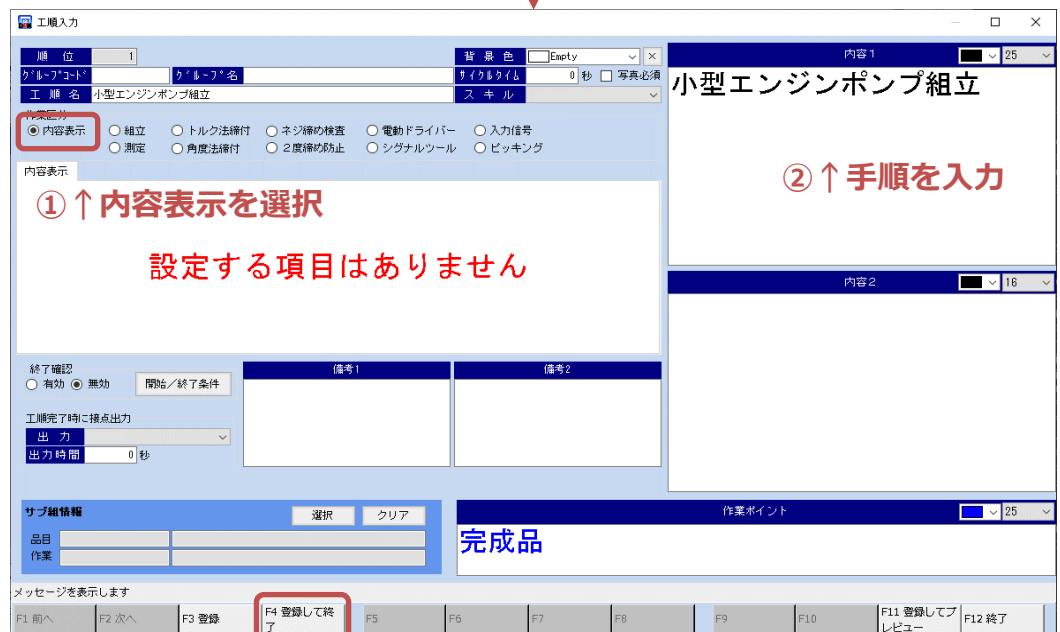 工順入力
順 位 1
背 景 色 Empty
ｸﾞﾙｰﾌﾟｺｰﾄﾞ ｸﾞﾙｰﾌﾟ名 ｻｲｸﾙﾀｲﾑ 0 秒 写真必須
工 順 名 小型エンジンポンプ組立 ス キ ル
作業区分
内容表示 組立 トルク法締付 ネジ締め検査 電動ドライバー 入力信号
測定 角度法締付 ２度締め防止 シグナルツール ピッキング
内容表示
①↑内容表示を選択
設定する項目はありません
内容１ 25
小型エンジンポンプ組立
②↑手順を入力
内容２ 16
終了確認
有効 無効 開始／終了条件
工順完了時に接点出力
出 力
出力時間 0 秒
備考1
備考2
サブ組情報 選択 クリア
品目
作業
作業ポイント 25
完成品
メッセージを表示します
F1 前へ F2 次へ F3 登録 F4 登録して終了 F5 F6 F7 F8 F9 F10 F11 登録してプレビュー F12 終了